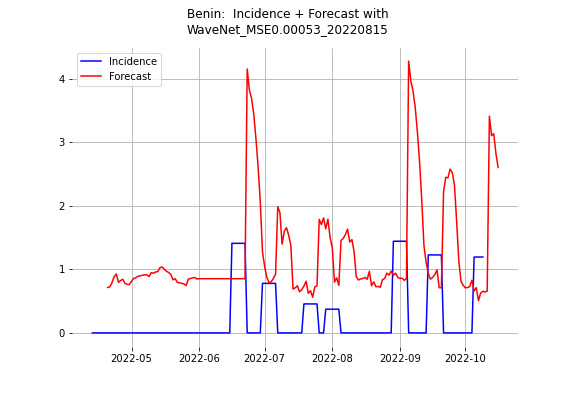 Benin:  Incidence + Forecast with
WaveNet_MSE0.00053_20220815
Incidence
Forecast
4
3
2
1
0
2022-05
2022-06
2022-07
2022-08
2022-09
2022-10